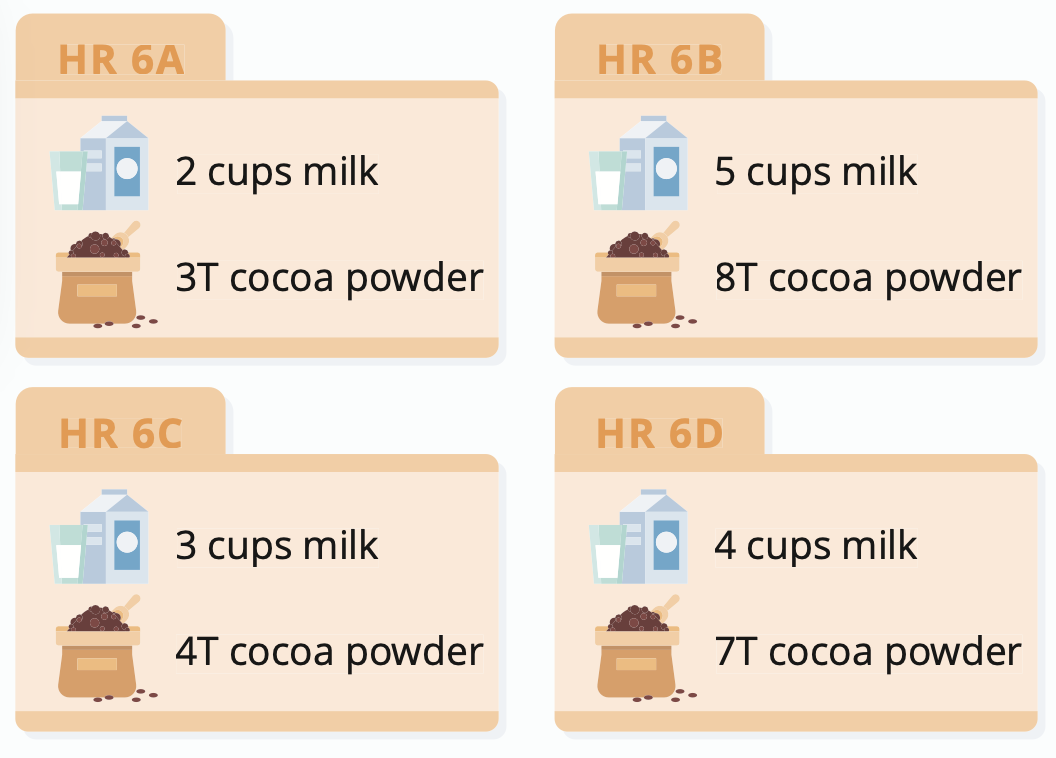 HR 6A
2 cups milk
3T cocoa powder
HR 6B
5 cups milk
8T cocoa powder
HR 6C
3 cups milk
4T cocoa powder
HR 6D
4 cups milk
7T cocoa powder